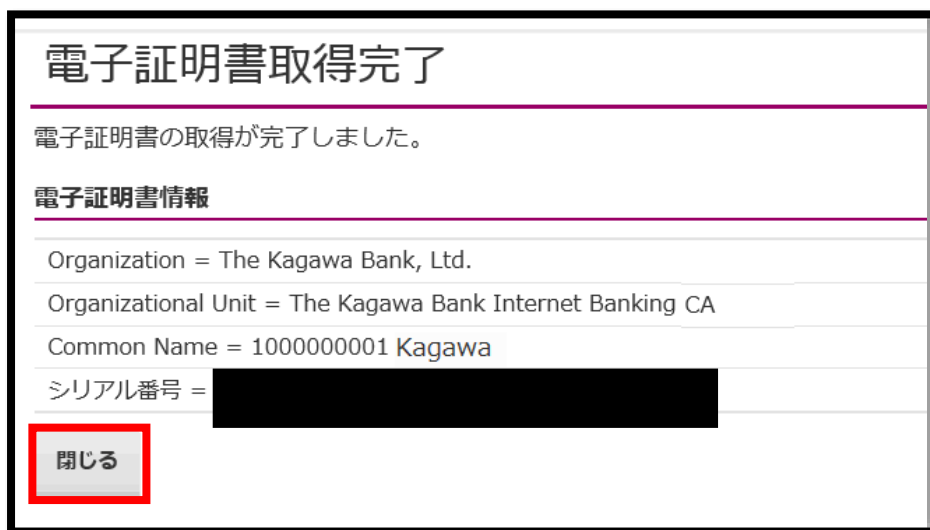 電子証明書取得完了
電子証明書の取得が完了しました。
電子証明書情報
Organization = The Kagawa Bank, Ltd.
Organizational Unit = The Kagawa Bank Internet Banking CA
Common Name = 1000000001 Kagawa
シリアル番号 =
閉じる